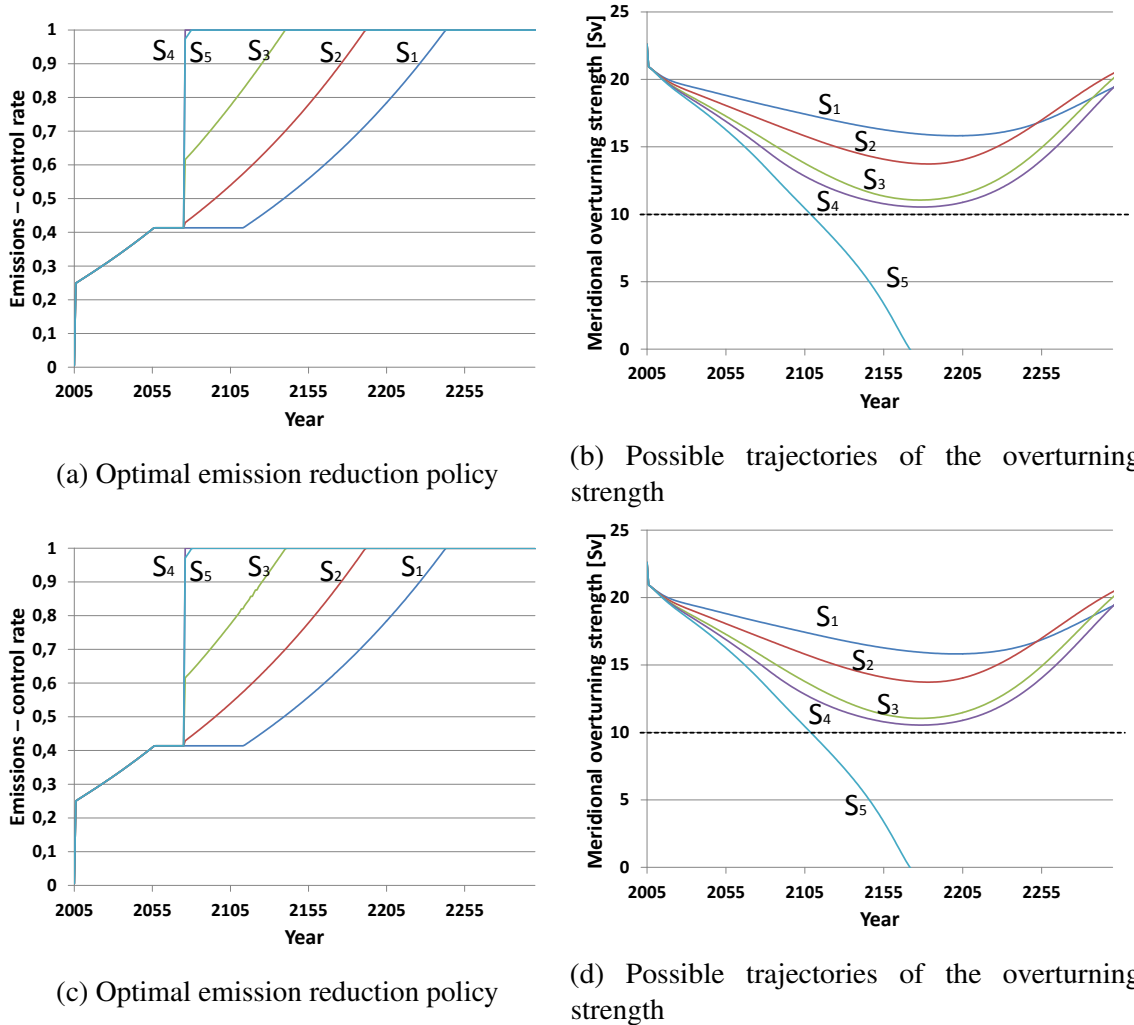 1
0,9
0,8
0,7
0,6
0,5
0,4
0,3
0,2
0,1
0
Emissions – control rate
S4
S5
S3
S2
S1
2005 2055 2105 2155 2205 2255
Year
(a) Optimal emission reduction policy
25
20
15
10
5
0
Meridional overturning strength [Sv]
S1
S2
S3
S4
S5
2005 2055 2105 2155 2205 2255
Year
(b) Possible trajectories of the overturning
strength
1
0,9
0,8
0,7
0,6
0,5
0,4
0,3
0,2
0,1
0
Emissions – control rate
S4
S5
S3
S2
S1
2005 2055 2105 2155 2205 2255
Year
(c) Optimal emission reduction policy
25
20
15
10
5
0
Meridional overturning strength [Sv]
S1
S2
S3
S4
S5
2005 2055 2105 2155 2205 2255
Year
(d) Possible trajectories of the overturning
strength